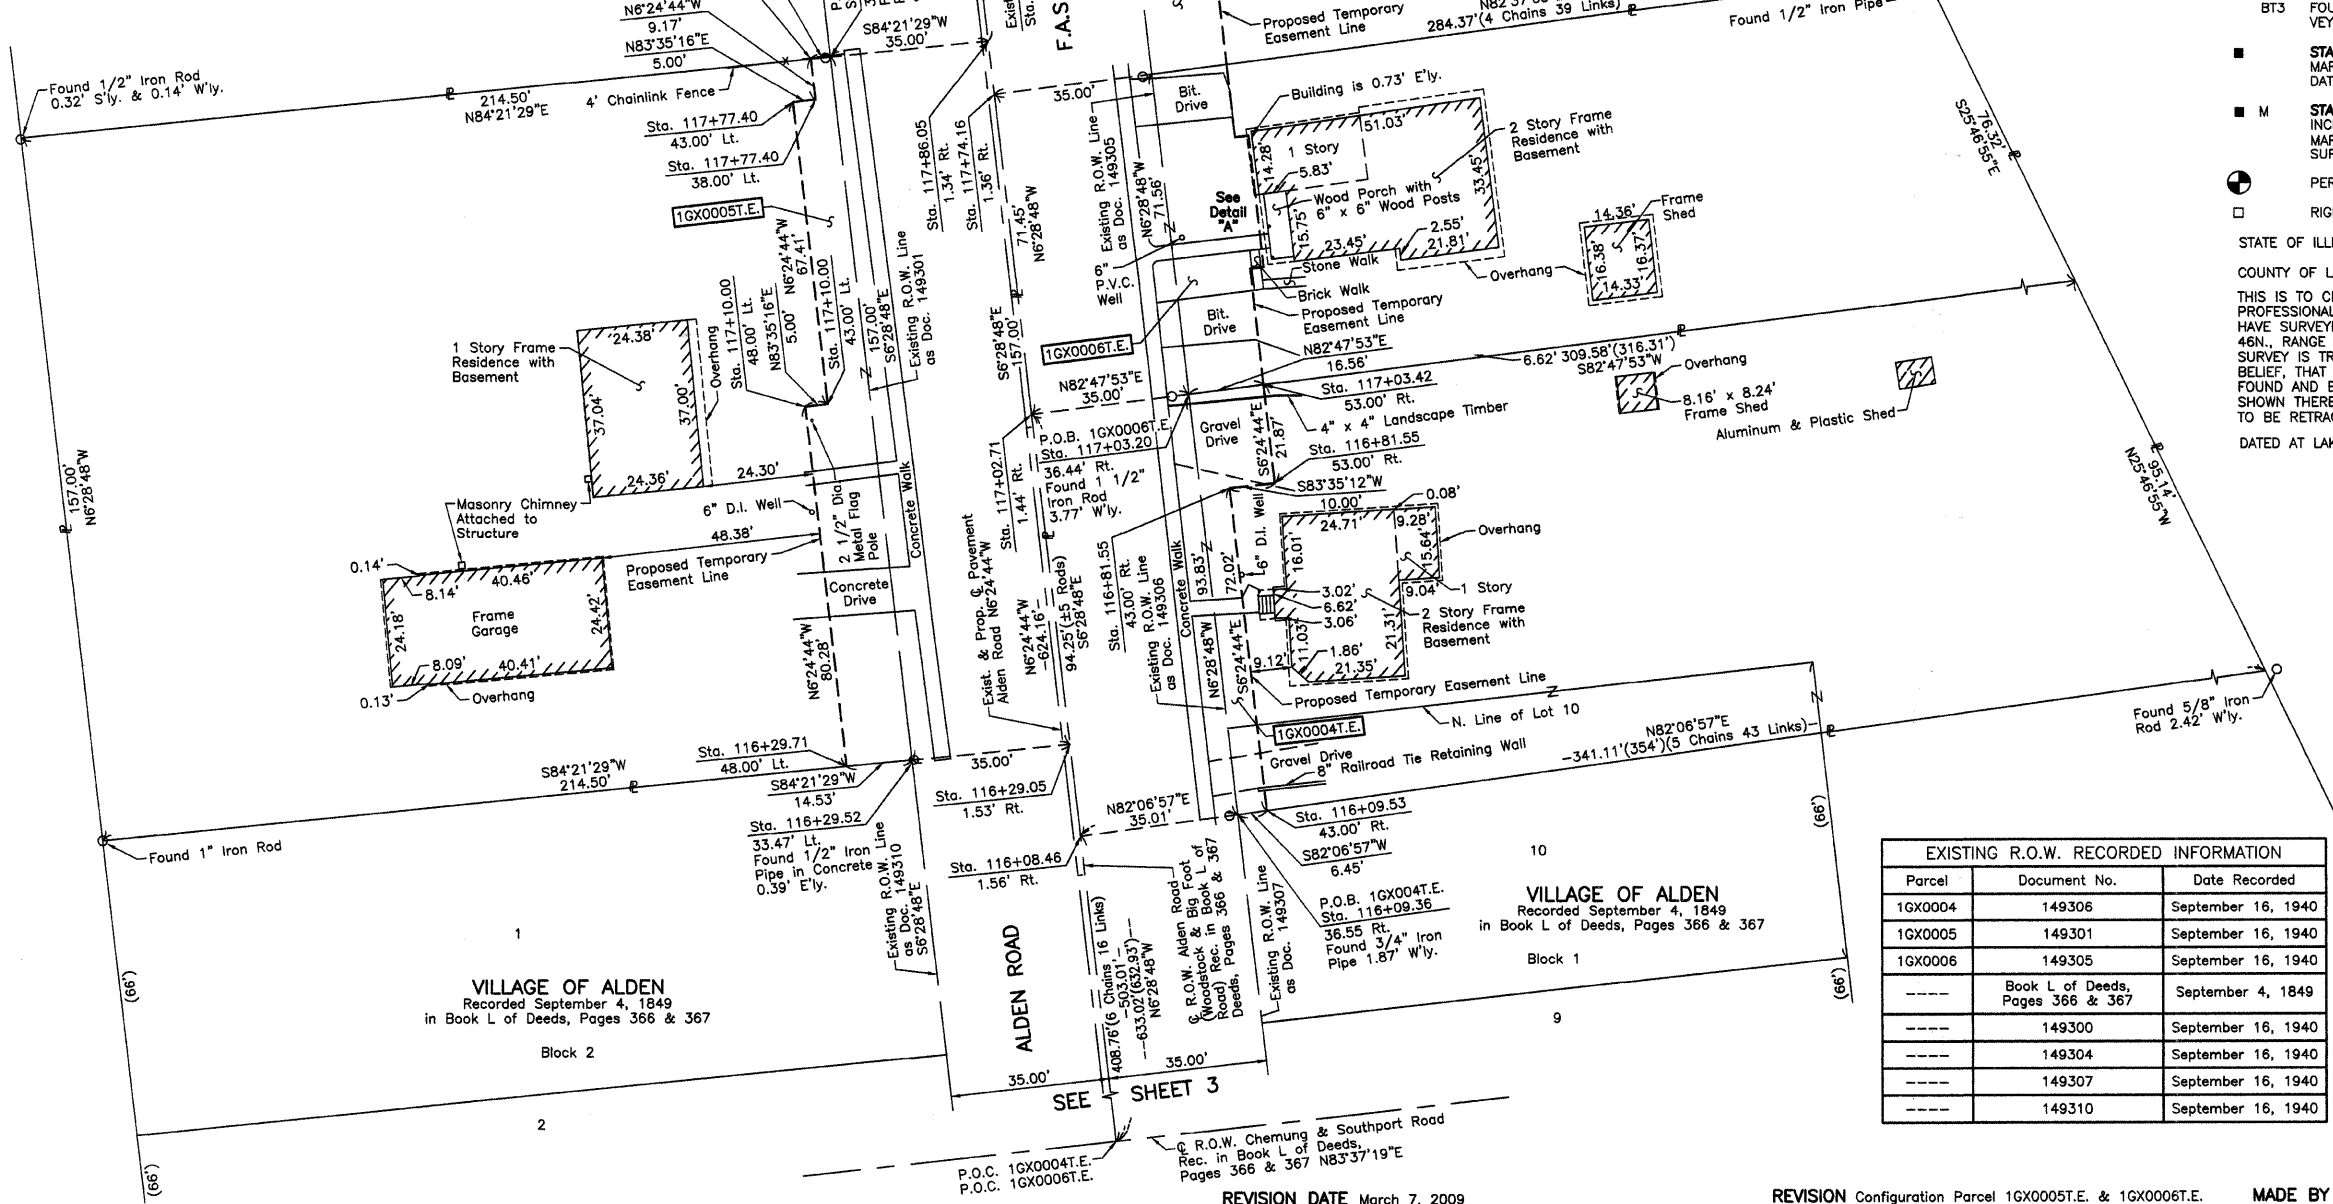 N6°24'44"W
9.17'
N83°35'16"E
5.00'
S84°21'29"W
35.00'
Found 1/2" Iron Rod
0.32' S'ly. & 0.14' W'ly.
214.50'
N84°21'29"E
4' Chainlink Fence
Sta. 117+77.40
43.00' Lt.
Sta. 117+77.40
38.00' Lt.
1GX0005T.E.
N6°24'44"W
67.41'
Sta. 117+10.00
48.00' Lt.
N83°35'16"E
5.00'
Sta. 117+10.00
43.00' Lt.
157.00'
S6°28'48"E
Existing R.O.W. Line
as Doc. 149301
Sta. 117+86.05
1.34' Rt.
Sta. 117+74.16
1.36' Rt.
71.45'
N6°28'48"W
S6°28'48"E
157.00'
F.A.S
Proposed Temporary
Easement Line
284.37'(4 Chains 39 Links)
Found 1/2" Iron Pipe
35.00'
Existing R.O.W. Line
as Doc. 149305
N6°28'48"W
71.56'
Bit.
Drive
Building is 0.73' E'ly.
51.03'
1 Story
14.28'
5.83'
33.45'
2 Story Frame
Residence with
Basement
Wood Porch with
6" x 6" Wood Posts
See
Detail
"A"
15.75'
23.45'
2.55'
21.81'
Stone Walk
Brick Walk
Overhang
6"
P.V.C.
Well
Proposed Temporary
Easement Line
Bit.
Drive
1GX0006T.E.
14.36'
Frame
Shed
16.38'
16.37'
14.33'
76.32'
S25°46'55"E
N82°47'53"E
16.56'
N82°47'53"E
35.00'
6.62' 309.58'(316.31')
S82°47'53"W
Sta. 117+03.42
53.00' Rt.
4" x 4" Landscape Timber
Overhang
8.16' x 8.24'
Frame Shed
Aluminum & Plastic Shed
95.14'
N25°46'55"W
1 Story Frame
Residence with
Basement
24.38'
37.04'
37.00'
24.36'
Overhang
24.30'
Masonry Chimney
Attached to
Structure
6" D.I. Well
2 1/2" Dia.
Metal Flag
Pole
Concrete Walk
48.38'
Proposed Temporary
Easement Line
Concrete
Drive
0.14'
8.14'
40.46'
24.18'
Frame
Garage
24.42'
8.09'
40.41'
0.13'
Overhang
157.00'
N6°28'48"W
N6°24'44"W
80.28'
Sta. 117+02.71
1.44' Rt.
P.O.B. 1GX0006T.E.
Sta. 117+03.20
36.44' Rt.
Found 1 1/2"
Iron Rod
3.77' W'ly.
Gravel
Drive
S6°24'44"E
21.87'
Sta. 116+81.55
53.00' Rt.
S83°35'12"W
10.00'
6" D.I. Well
Sta. 116+81.55
43.00' Rt.
0.08'
24.71'
9.28'
16.01'
15.64'
Overhang
3.02'
6.62'
3.06'
9.04'
1 Story
2 Story Frame
Residence with
Basement
11.03'
21.31'
9.12'
1.86'
21.35'
Exist. & Prop. ℄ Pavement
Alden Road N6°24'44"W
N6°24'44"W
-624.16'-
94.25'(±5 Rods)
S6°28'48"E
Existing R.O.W. Line
as Doc. 149306
Concrete Walk
93.83'
N6°28'48"W
72.02'
S6°24'44"E
Proposed Temporary Easement Line
N. Line of Lot 10
1GX0004T.E.
Gravel Drive
8" Railroad Tie Retaining Wall
N82°06'57"E
-341.11'(354')(5 Chains 43 Links)
Found 5/8" Iron
Rod 2.42' W'ly.
Sta. 116+29.71
48.00' Lt.
S84°21'29"W
214.50'
S84°21'29"W
14.53'
35.00'
Sta. 116+29.52
33.47' Lt.
Found 1/2" Iron
Pipe in Concrete
0.39' E'ly.
Sta. 116+29.05
1.53' Rt.
N82°06'57"E
35.01'
Sta. 116+08.46
1.56' Rt.
Sta. 116+09.53
43.00' Rt.
S82°06'57"W
6.45'
P.O.B. 1GX004T.E.
Sta. 116+09.36
36.55 Rt.
Found 3/4" Iron
Pipe 1.87' W'ly.
Found 1" Iron Rod
Existing R.O.W. Line
as Doc. 149310
S6°28'48"E
ALDEN ROAD
408.76'(6 Chains 16 Links)
-503.01'-
--633.02'(632.93')---
N6°28'48"W
℄ R.O.W. Alden Road
(Woodstock & Big Foot
Road) Rec. in Book L of
Deeds, Pages 366 & 367
Existing R.O.W. Line
as Doc. 149307
1
VILLAGE OF ALDEN
Recorded September 4, 1849
in Book L of Deeds, Pages 366 & 367
Block 2
2
(66')
(66')
10
VILLAGE OF ALDEN
Recorded September 4, 1849
in Book L of Deeds, Pages 366 & 367
Block 1
9
(66')
(66')
35.00'
35.00'
SEE SHEET 3
P.O.C. 1GX0004T.E.
P.O.C. 1GX0006T.E.
℄ R.O.W. Chemung & Southport Road
Rec. in Book L of Deeds,
Pages 366 & 367 N83°37'19"E
EXISTING R.O.W. RECORDED INFORMATION
Parcel Document No. Date Recorded
1GX0004 149306 September 16, 1940
1GX0005 149301 September 16, 1940
1GX0006 149305 September 16, 1940
---- Book L of Deeds, Pages 366 & 367 September 4, 1849
---- 149300 September 16, 1940
---- 149304 September 16, 1940
---- 149307 September 16, 1940
---- 149310 September 16, 1940
BT3 FOU
VEY
STA
MAR
DAT
M STA
INC
MAR
SUR
PER
RIG
STATE OF ILL
COUNTY OF L
THIS IS TO C
PROFESSIONAL
HAVE SURVEY
46N., RANGE
SURVEY IS TR
BELIEF, THAT
FOUND AND E
SHOWN THERE
TO BE RETRA
DATED AT LAK
REVISION DATE March 7, 2009
REVISION Configuration Parcel 1GX0005T.E. & 1GX0006T.E.
MADE BY